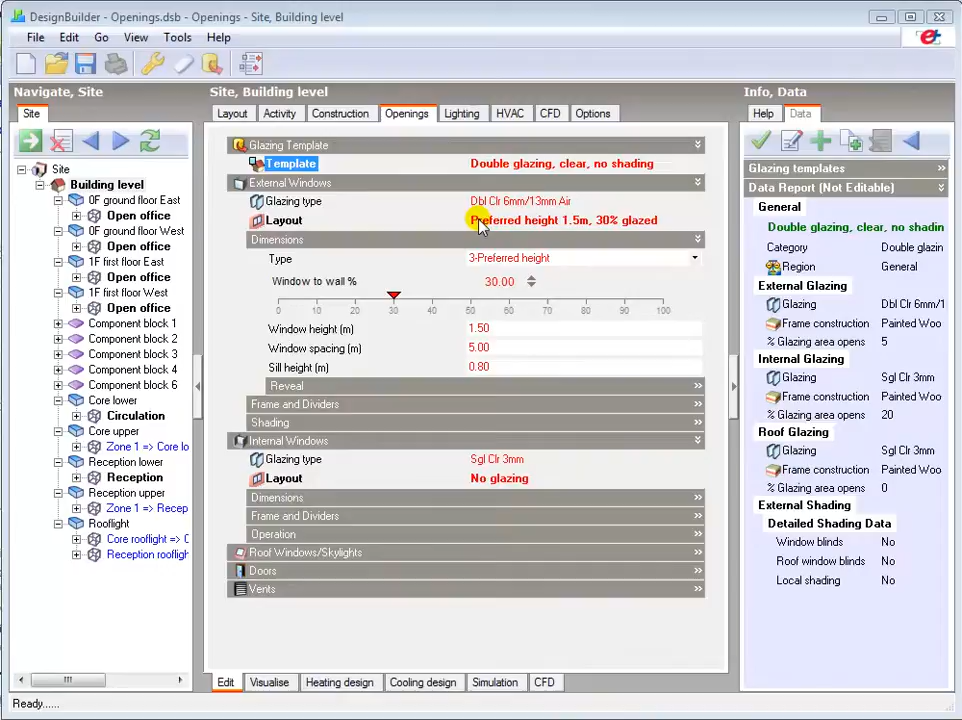 DesignBuilder - Openings.dsb - Openings - Site, Building level
File Edit Go View Tools Help
Navigate, Site
Site
Site
Building level
0F ground floor East
Open office
0F ground floor West
Open office
1F first floor East
Open office
1F first floor West
Open office
Component block 1
Component block 2
Component block 3
Component block 4
Component block 6
Core lower
Circulation
Core upper
Zone 1 => Core lo
Reception lower
Reception
Reception upper
Zone 1 => Recep
Rooflight
Core rooflight => C
Reception roofligh
Site, Building level
Layout Activity Construction Openings Lighting HVAC CFD Options
Glazing Template
Template Double glazing, clear, no shading
External Windows
Glazing type Dbl Clr 6mm/13mm Air
Layout Preferred height 1.5m, 30% glazed
Dimensions
Type 3-Preferred height
Window to wall % 30.00
0 10 20 30 40 50 60 70 80 90 100
Window height (m) 1.50
Window spacing (m) 5.00
Sill height (m) 0.80
Reveal
Frame and Dividers
Shading
Internal Windows
Glazing type Sgl Clr 3mm
Layout No glazing
Dimensions
Frame and Dividers
Operation
Roof Windows/Skylights
Doors
Vents
Edit Visualise Heating design Cooling design Simulation CFD
Info, Data
Help Data
Glazing templates
Data Report (Not Editable)
General
Double glazing, clear, no shadin
Category Double glazin
Region General
External Glazing
Glazing Dbl Clr 6mm/1
Frame construction Painted Woo
% Glazing area opens 5
Internal Glazing
Glazing Sgl Clr 3mm
Frame construction Painted Woo
% Glazing area opens 20
Roof Glazing
Glazing Sgl Clr 3mm
Frame construction Painted Woo
% Glazing area opens 0
External Shading
Detailed Shading Data
Window blinds No
Roof window blinds No
Local shading No
Ready......